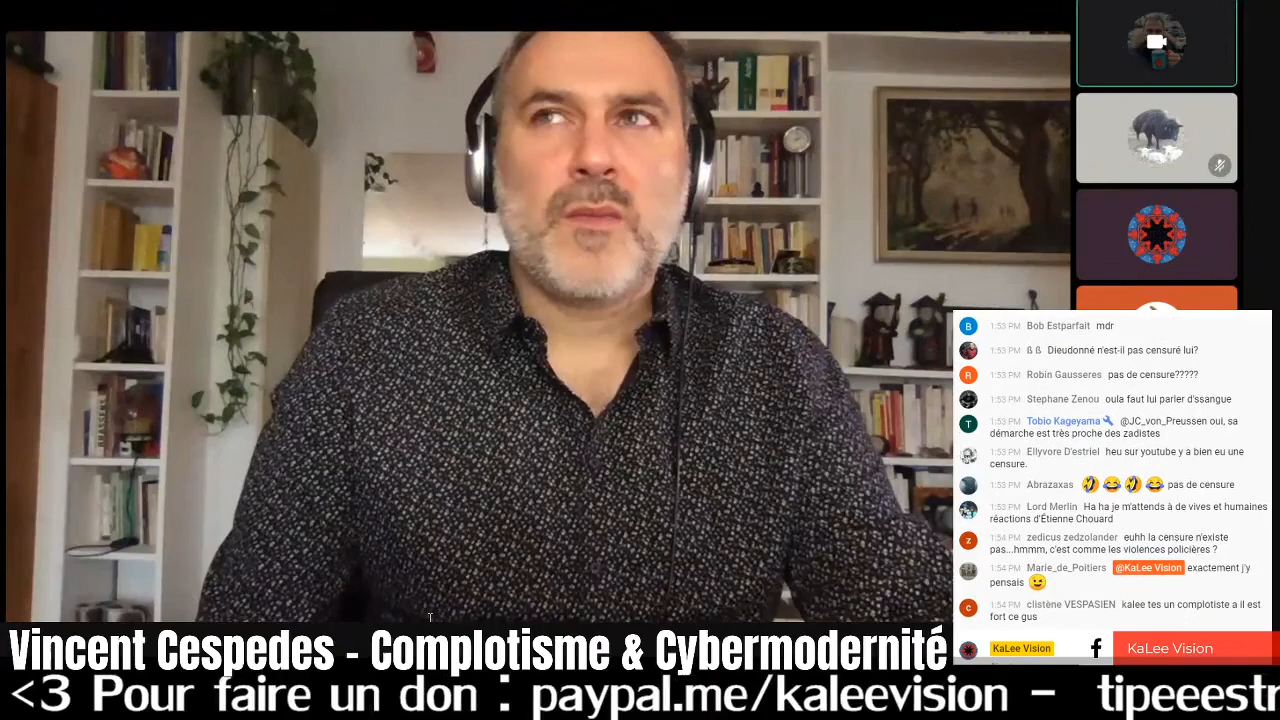 B 1:53 PM Bob Estparfait mdr
1:53 PM ß ß Dieudonné n'est-il pas censuré lui?
R 1:53 PM Robin Gausseres pas de censure?????
1:53 PM Stephane Zenou oula faut lui parier d'ssangue
T 1:53 PM Tobio Kageyama @JC_von_Preussen oui, sa
démarche est très proche des zadistes
1:53 PM Ellyvore D'estriel heu sur youtube y a bien eu une
censure.
1:53 PM Abrazaxas 🤣😂🤣😂 pas de censure
1:53 PM Lord Merlin Ha ha je m'attends à de vives et humaines
réactions d'Étienne Chouard
z 1:54 PM zedicus zedzolander euhh la censure n'existe
pas...hmmm, c'est comme les violences policières ?
1:54 PM Marie_de_Poitiers @KaLee Vision exactement j'y
pensais 😉
c 1:54 PM clistène VESPASIEN kalee tes un complotiste a il est
fort ce gus
KaLee Vision f KaLee Vision
Vincent Cespedes - Complotisme & Cybermodernité
<3 Pour faire un don : paypal.me/kaleevision - tipeeestr